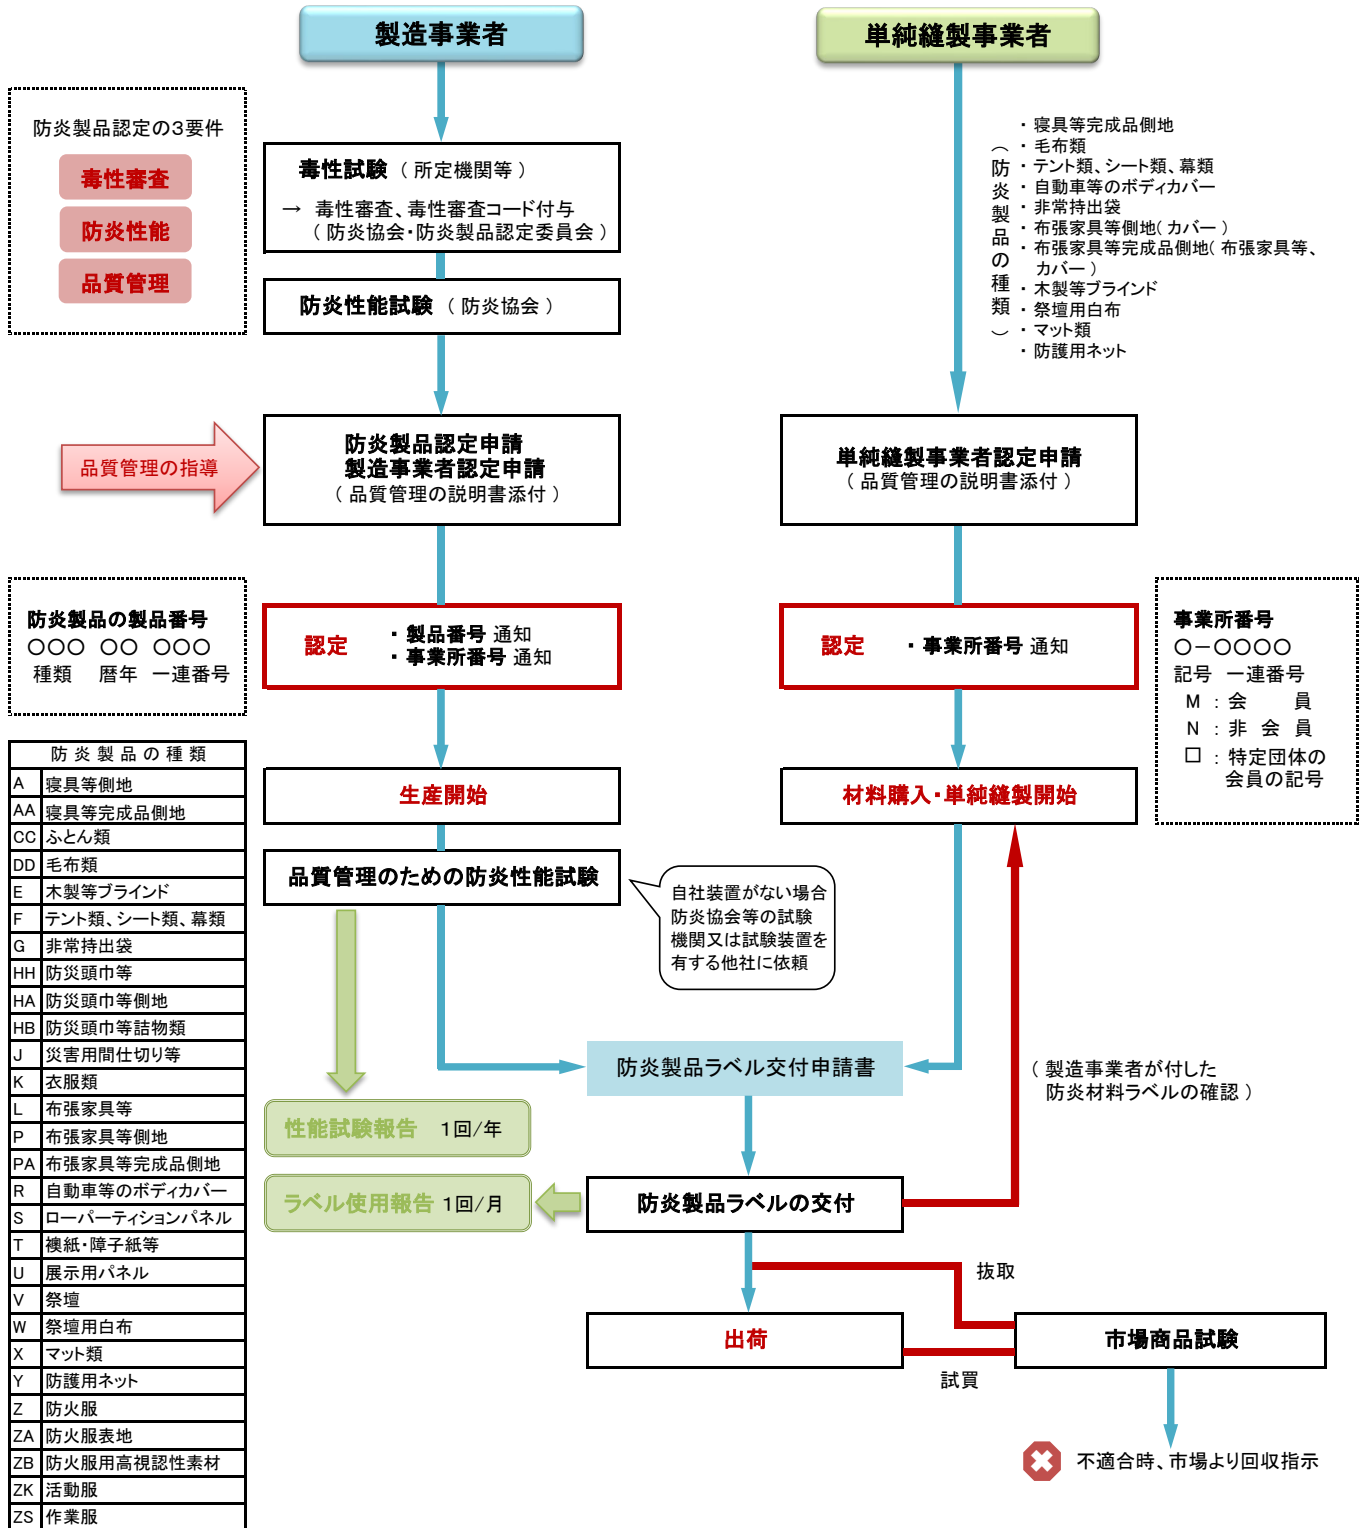 製造事業者
単純縫製事業者
防炎製品認定の3要件
毒性審査
防炎性能
品質管理
毒性試験（所定機関等）
→ 毒性審査、毒性審査コード付与
（防炎協会・防炎製品認定委員会）
防炎性能試験（防炎協会）
（防炎製品の種類）
・寝具等完成品側地
・毛布類
・テント類、シート類、幕類
・自動車等のボディカバー
・非常持出袋
・布張家具等側地（カバー）
・布張家具等完成品側地（布張家具等、
カバー）
・木製等ブラインド
・祭壇用白布
・マット類
・防護用ネット
品質管理の指導
防炎製品認定申請
製造事業者認定申請
（品質管理の説明書添付）
単純縫製事業者認定申請
（品質管理の説明書添付）
防炎製品の製品番号
○○○ ○○ ○○○
種類 暦年 一連番号
認定
・製品番号 通知
・事業所番号 通知
認定 ・事業所番号 通知
事業所番号
○－○○○○
記号 一連番号
M ：会 員
N ：非 会 員
□ ：特定団体の
会員の記号
生産開始
材料購入・単純縫製開始
品質管理のための防炎性能試験
自社装置がない場合
防炎協会等の試験
機関又は試験装置を
有する他社に依頼
防炎製品ラベル交付申請書
（製造事業者が付した
防炎材料ラベルの確認）
性能試験報告 1回/年
ラベル使用報告 1回/月
防炎製品ラベルの交付
抜取
出荷
市場商品試験
試買
不適合時、市場より回収指示
防炎製品の種類
A 寝具等側地
AA 寝具等完成品側地
CC ふとん類
DD 毛布類
E 木製等ブラインド
F テント類、シート類、幕類
G 非常持出袋
HH 防災頭巾等
HA 防災頭巾等側地
HB 防災頭巾等詰物類
J 災害用間仕切り等
K 衣服類
L 布張家具等
P 布張家具等側地
PA 布張家具等完成品側地
R 自動車等のボディカバー
S ローパーティションパネル
T 襖紙・障子紙等
U 展示用パネル
V 祭壇
W 祭壇用白布
X マット類
Y 防護用ネット
Z 防火服
ZA 防火服表地
ZB 防火服用高視認性素材
ZK 活動服
ZS 作業服